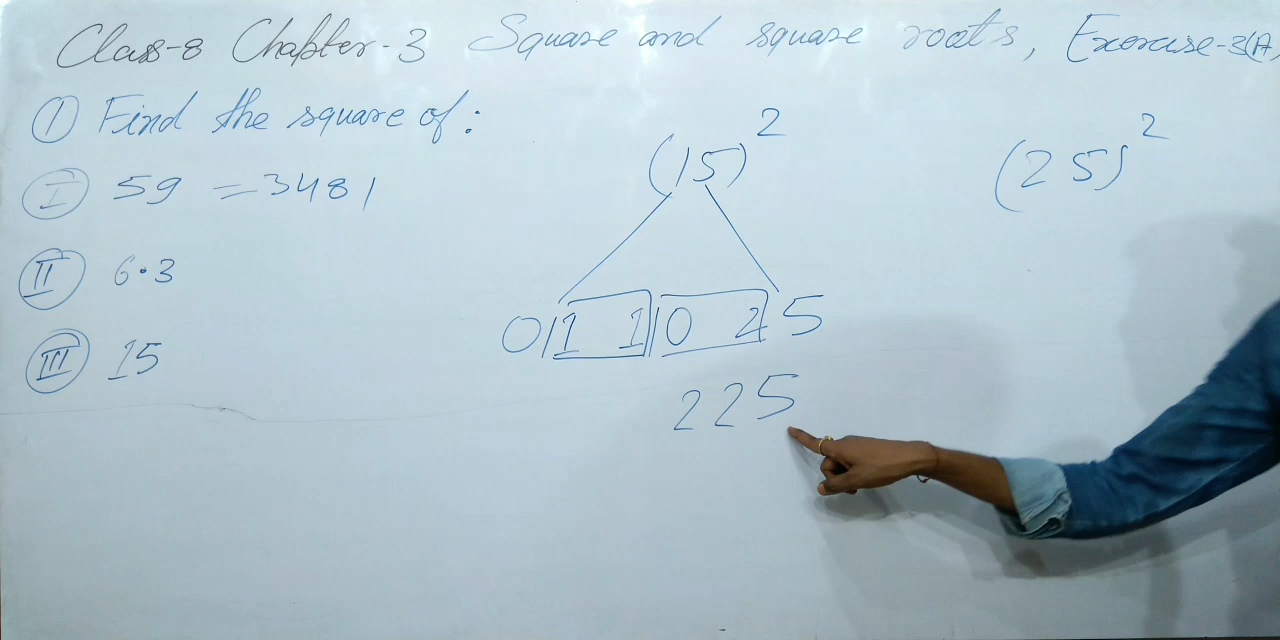 Class-8 Chapter-3 Square and square roots, Exercise-3(A)
① Find the square of:
Ⓘ 59 = 3481
II 6.3
III 15
(15)²
0|1 1|0 2 5
225
(25)²